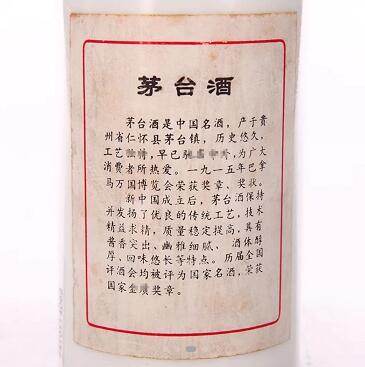 茅台酒
茅台酒是中国名酒，产于贵
州省仁怀县茅台镇，历史悠久，
工艺独特，早已驰名中外，为广大
消费者所热爱。一九一五年巴拿
马万国博览会荣获奖章、奖状。
新中国成立后，茅台酒保持
并发扬了优良的传统工艺，技术
精益求精，质量稳定提高，具有
酱香突出、幽雅细腻、酒体醇
厚、回味悠长等特点。历届全国
评酒会均被评为国家名酒，荣获
国家金质奖章。